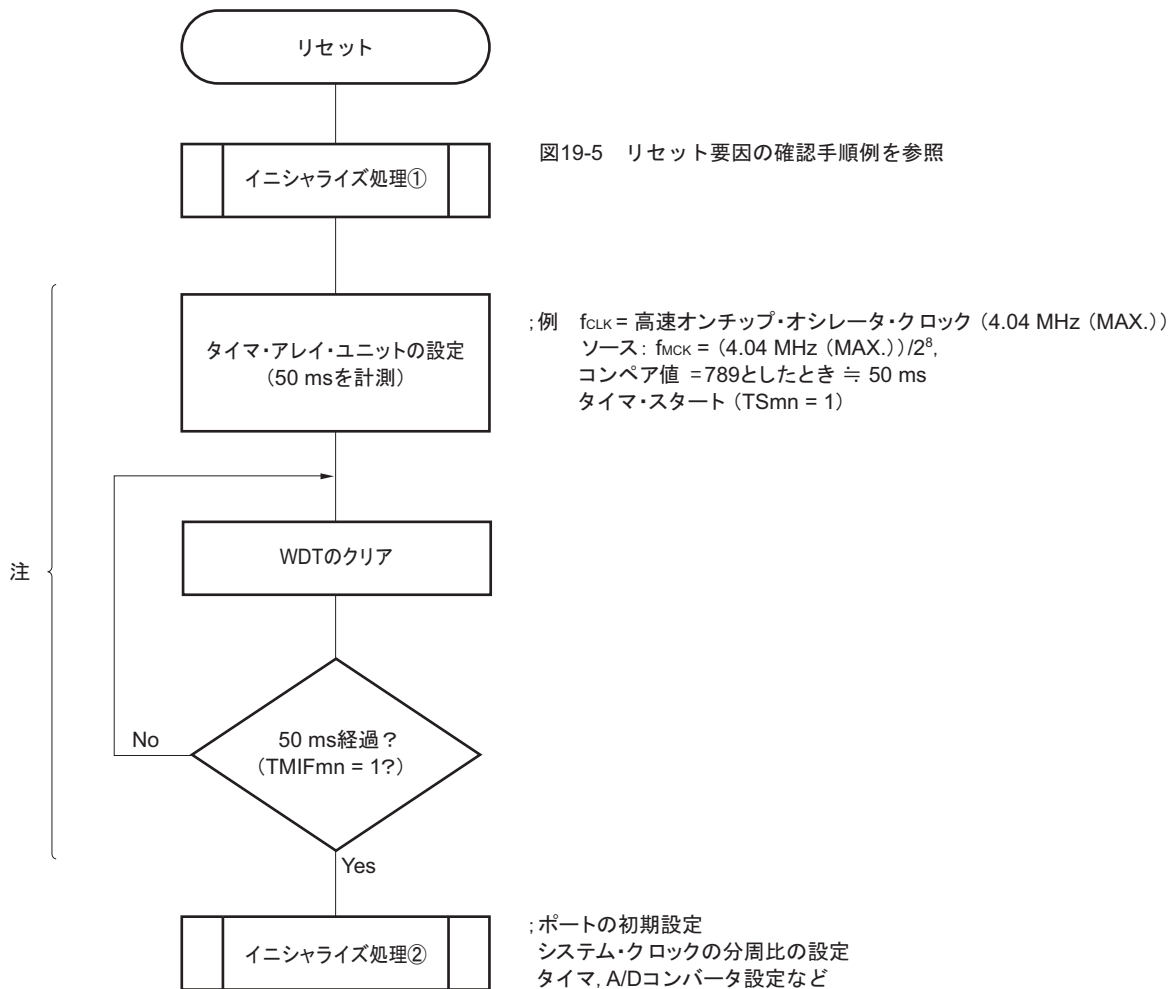 リセット
イニシャライズ処理①
図19-5 リセット要因の確認手順例を参照
タイマ・アレイ・ユニットの設定
（50 msを計測）
;例 fCLK = 高速オンチップ・オシレータ・クロック（4.04 MHz（MAX.））
ソース：fMCK =（4.04 MHz（MAX.））/2⁸,
コンペア値 =789としたとき ≒ 50 ms
タイマ・スタート（TSmn = 1）
WDTのクリア
注
No
50 ms経過？
（TMIFmn = 1?）
Yes
イニシャライズ処理②
;ポートの初期設定
システム・クロックの分周比の設定
タイマ, A/Dコンバータ設定など